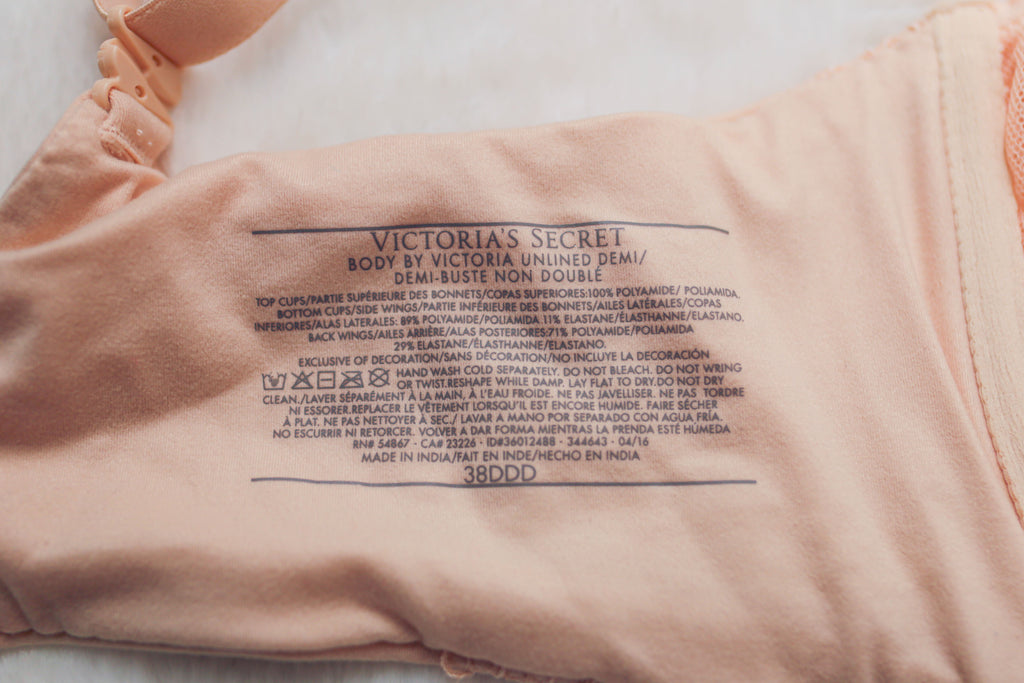 VICTORIA'S SECRET
BODY BY VICTORIA UNLINED DEMI/
DEMI-BUSTE NON DOUBLÉ
TOP CUPS/PARTIE SUPÉRIEURE DES BONNETS/COPAS SUPERIORES:100% POLYAMIDE/ POLIAMIDA.
BOTTOM CUPS/SIDE WINGS/PARTIE INFÉRIEURE DES BONNETS/AILES LATÉRALES/COPAS
INFERIORES/ALAS LATERALES: 89% POLYAMIDE/POLIAMIDA 11% ELASTANE/ÉLASTHANNE/ELASTANO.
BACK WINGS/AILES ARRIÈRE/ALAS POSTERIORES:71% POLYAMIDE/POLIAMIDA
29% ELASTANE/ÉLASTHANNE/ELASTANO.
EXCLUSIVE OF DECORATION/SANS DÉCORATION/NO INCLUYE LA DECORACIÓN
HAND WASH COLD SEPARATELY. DO NOT BLEACH. DO NOT WRING
OR TWIST.RESHAPE WHILE DAMP. LAY FLAT TO DRY.DO NOT DRY
CLEAN./LAVER SÉPARÉMENT À LA MAIN, À L'EAU FROIDE. NE PAS JAVELLISER. NE PAS TORDRE
NI ESSORER.REPLACER LE VÊTEMENT LORSQU'IL EST ENCORE HUMIDE. FAIRE SÉCHER
À PLAT. NE PAS NETTOYER À SEC./ LAVAR A MANO POR SEPARADO CON AGUA FRÍA.
NO ESCURRIR NI RETORCER. VOLVER A DAR FORMA MIENTRAS LA PRENDA ESTÉ HÚMEDA
RN# 54867 · CA# 23226 · ID#36012488 · 344643 · 04/16
MADE IN INDIA/FAIT EN INDE/HECHO EN INDIA
38DDD